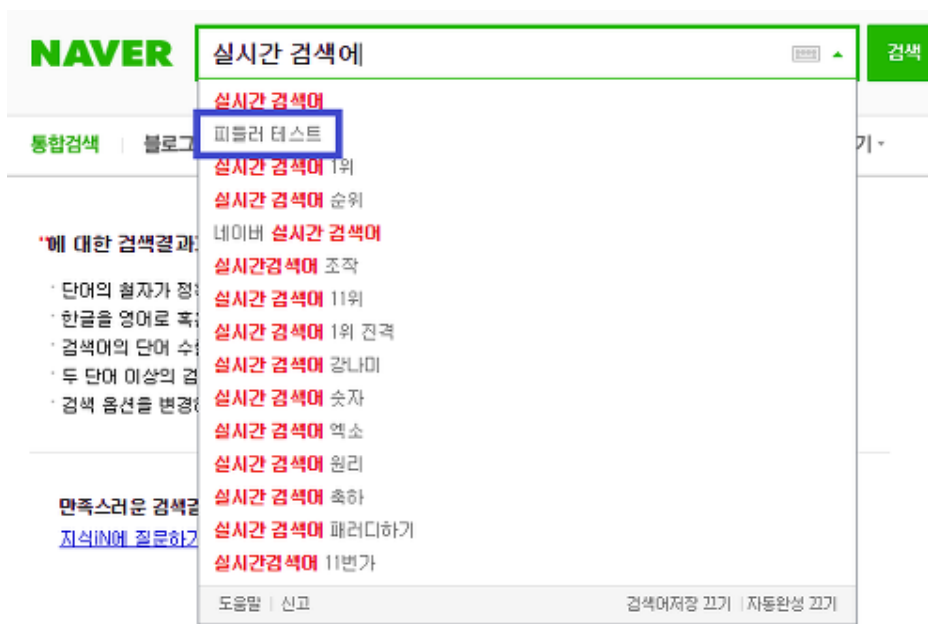 NAVER
실시간 검색에
검색
실시간 검색어
피들러 테스트
통합검색 블로그
기
실시간 검색어 1위
실시간 검색어 순위
네이버 실시간 검색어
실시간검색어 조작
실시간 검색어 11위
실시간 검색어 1위 진격
실시간 검색어 강나미
실시간 검색어 숫자
실시간 검색어 엑소
실시간 검색어 원리
실시간 검색어 축하
실시간 검색어 패러디하기
실시간검색어 11번가
도움말 신고
검색어저장 끄기 자동완성 끄기
''에 대한 검색결과
단어의 철자가 정
한글을 영어로 혹
검색어의 단어 수
두 단어 이상의 검
검색 옵션을 변경
만족스러운 검색결
지식iN에 질문하기